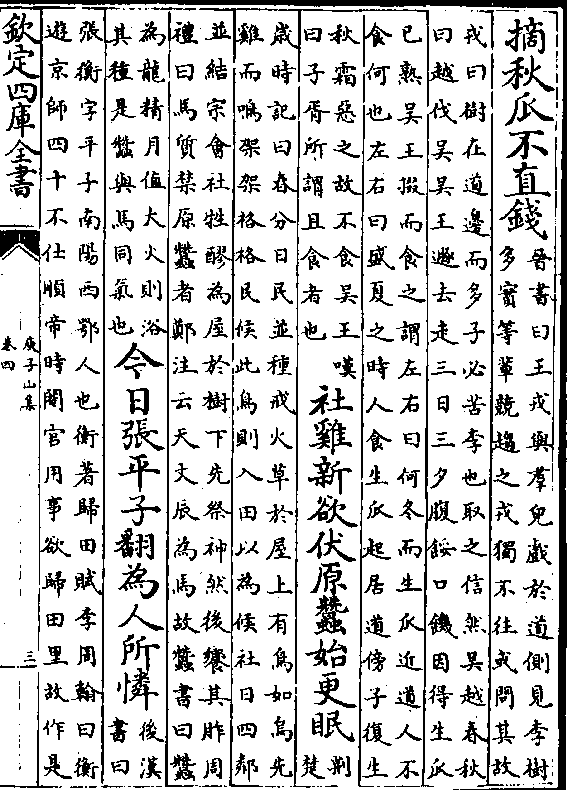 摘秋瓜不直錢
晉書曰王戎與羣兒戲於道側見李樹
多實等輩競趨之戎獨不往或問其故
戎曰樹在道邊而多子必苦李也取之信然吳越春秋
曰越伐吳吳王遯去走三日三夕腹餒口饑因得生瓜
已熟吳王掇而食之謂左右曰何冬而生瓜近道人不
食何也左右曰盛夏之時人食生瓜起居道傍子復生
秋霜惡之故不食吳王嘆
曰子胥所謂且食者也
社雞新欲伏原蠶始更眠
荆
楚
歲時記曰春分日民並種戒火草於屋上有鳥如烏先
雞而鳴架架格格民候此鳥則入田以為候社日四鄰
並結宗會社牲醪為屋於樹下先祭神然後饗其胙周
禮曰馬質禁原蠶者鄭注云天文辰為馬故蠶書曰蠶
為龍精月值大火則浴
其種是蠶與馬同氣也
今日張平子翻為人所憐
後漢
書曰
張衡字平子南陽西鄂人也衡著歸田賦李周翰曰衡
遊京師四十不仕順帝時閹官用事欲歸田里故作是
欽定四庫全書
庾子山集
卷四
三